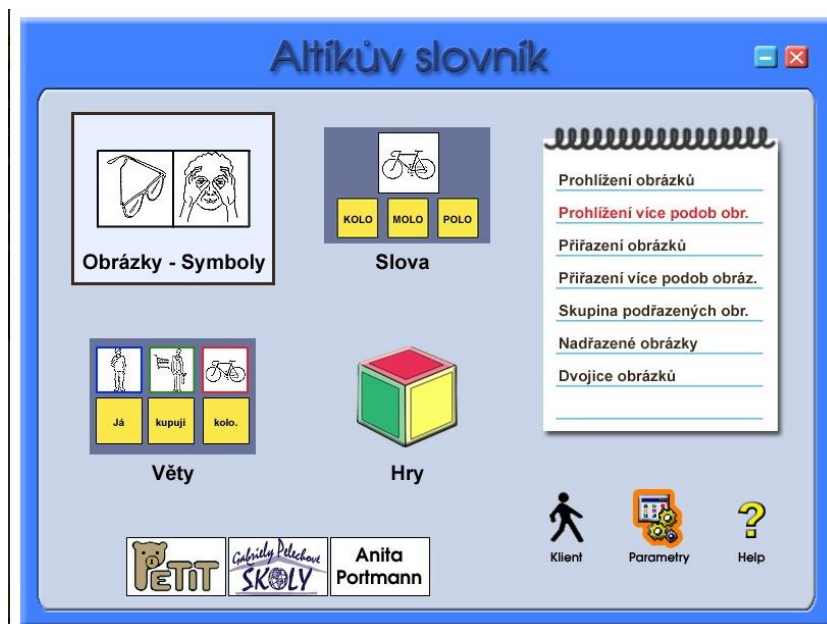 Altíkův slovník
Obrázky - Symboly
KOLO MOLO POLO
Slova
Já kupuji kolo.
Věty
Hry
Prohlížení obrázků
Prohlížení více podob obr.
Přiřazení obrázků
Přiřazení více podob obráz.
Skupina podřazených obr.
Nadřazené obrázky
Dvojice obrázků
Klient
Parametry
Help
PETIT
Gabriely Pelechové
ŠKOLY
Anita
Portmann